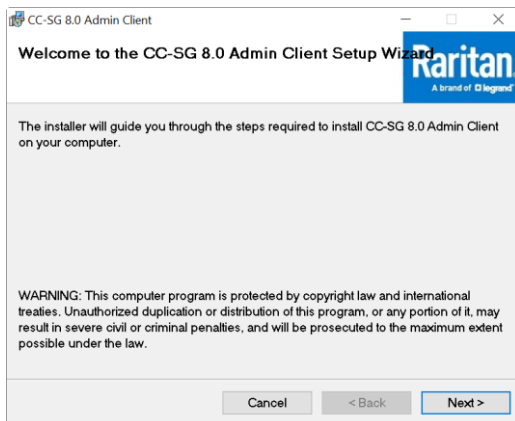 CC-SG 8.0 Admin Client
Welcome to the CC-SG 8.0 Admin Client Setup Wizard
Raritan.
A brand of legrand
The installer will guide you through the steps required to install CC-SG 8.0 Admin Client
on your computer.
WARNING: This computer program is protected by copyright law and international
treaties. Unauthorized duplication or distribution of this program, or any portion of it, may
result in severe civil or criminal penalties, and will be prosecuted to the maximum extent
possible under the law.
Cancel
< Back
Next >